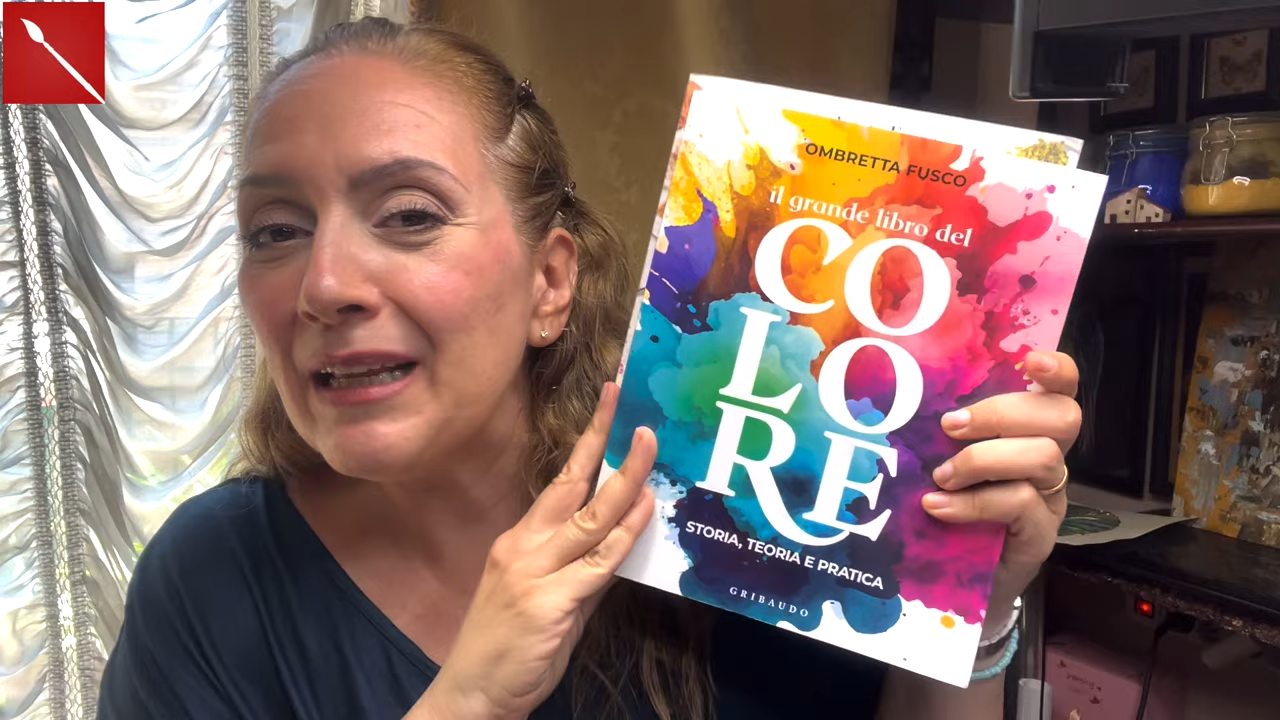 OMBRETTA FUSCO
il grande libro del
CO
LO
RE
STORIA, TEORIA E PRATICA
GRIBAUDO